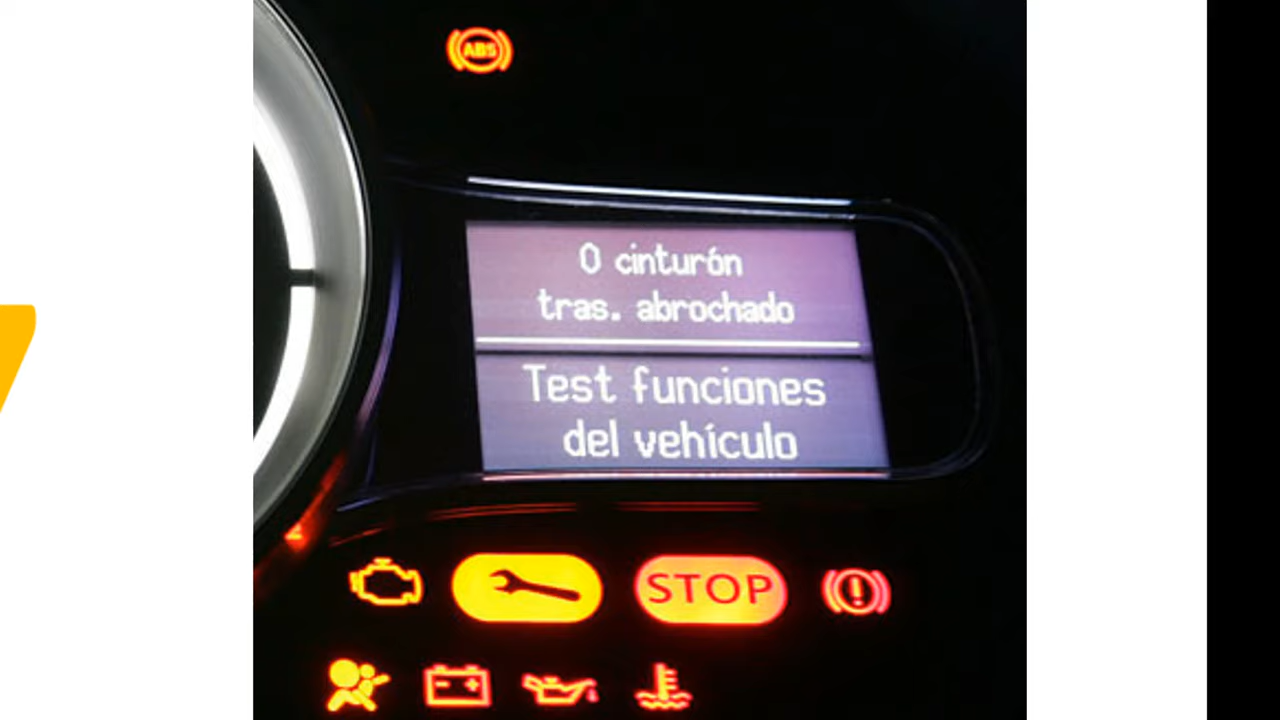 ABS
0 cinturón
tras. abrochado
Test funciones
del vehículo
STOP